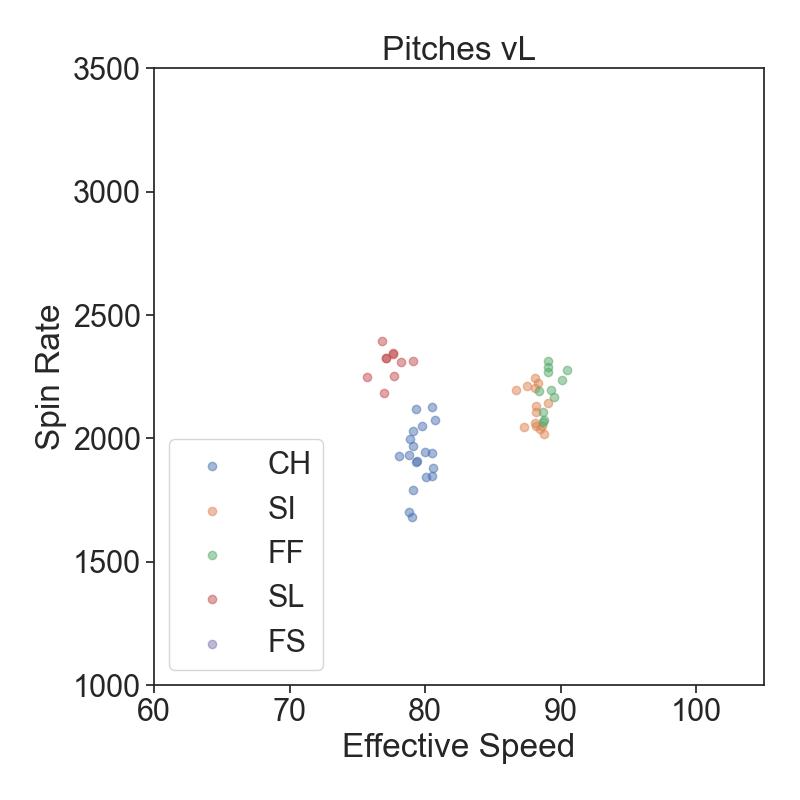 Pitches vL
3500
3000
2500
2000
1500
1000
Spin Rate
CH
SI
FF
SL
FS
60 70 80 90 100
Effective Speed